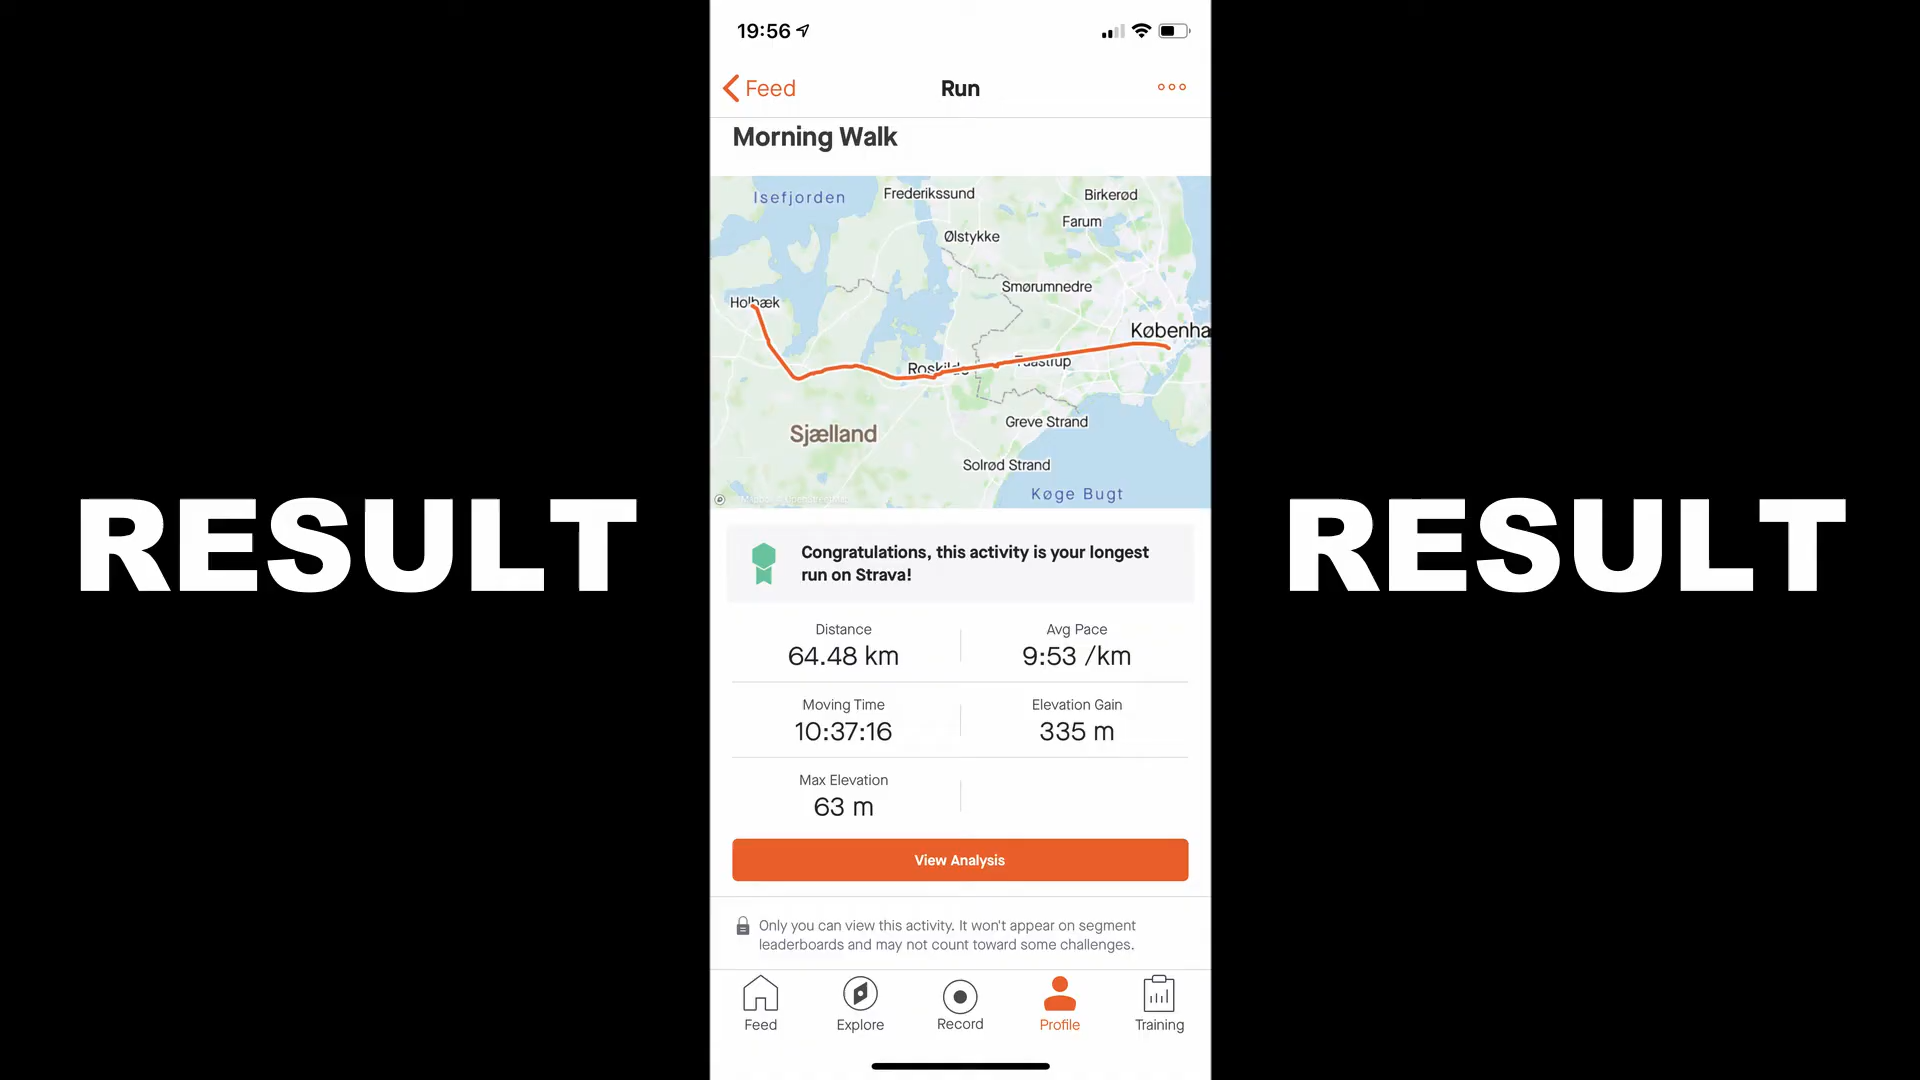 19:56
Feed
Run
Morning Walk
Isefjorden
Frederikssund
Birkerød
Farum
Ølstykke
Smørumnedre
Holbæk
Københa
Roskilde
Taastrup
Greve Strand
Sjælland
Solrød Strand
Køge Bugt
RESULT
RESULT
Congratulations, this activity is your longest
run on Strava!
Distance
Avg Pace
64.48 km
9:53 /km
Moving Time
Elevation Gain
10:37:16
335 m
Max Elevation
63 m
View Analysis
Only you can view this activity. It won't appear on segment
leaderboards and may not count toward some challenges.
Feed
Explore
Record
Profile
Training